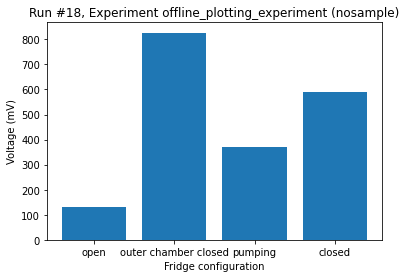 Run #18, Experiment offline_plotting_experiment (nosample)
800
700
600
500
400
300
200
100
0
Voltage (mV)
open outer chamber closed pumping closed
Fridge configuration